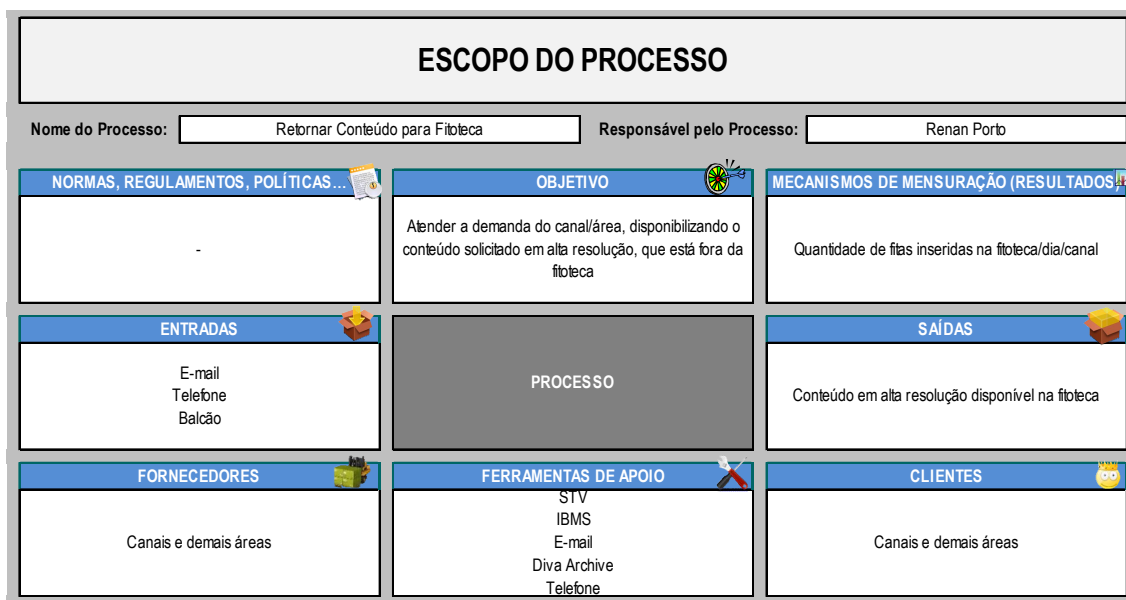 ESCOPO DO PROCESSO
Nome do Processo: Retornar Conteúdo para Fitoteca Responsável pelo Processo: Renan Porto
NORMAS, REGULAMENTOS, POLÍTICAS...
-
OBJETIVO
Atender a demanda do canal/área, disponibilizando o
conteúdo solicitado em alta resolução, que está fora da
fitoteca
MECANISMOS DE MENSURAÇÃO (RESULTADOS)
Quantidade de fitas inseridas na fitoteca/dia/canal
ENTRADAS
E-mail
Telefone
Balcão
PROCESSO
SAÍDAS
Conteúdo em alta resolução disponível na fitoteca
FORNECEDORES
Canais e demais áreas
FERRAMENTAS DE APOIO
STV
IBMS
E-mail
Diva Archive
Telefone
CLIENTES
Canais e demais áreas